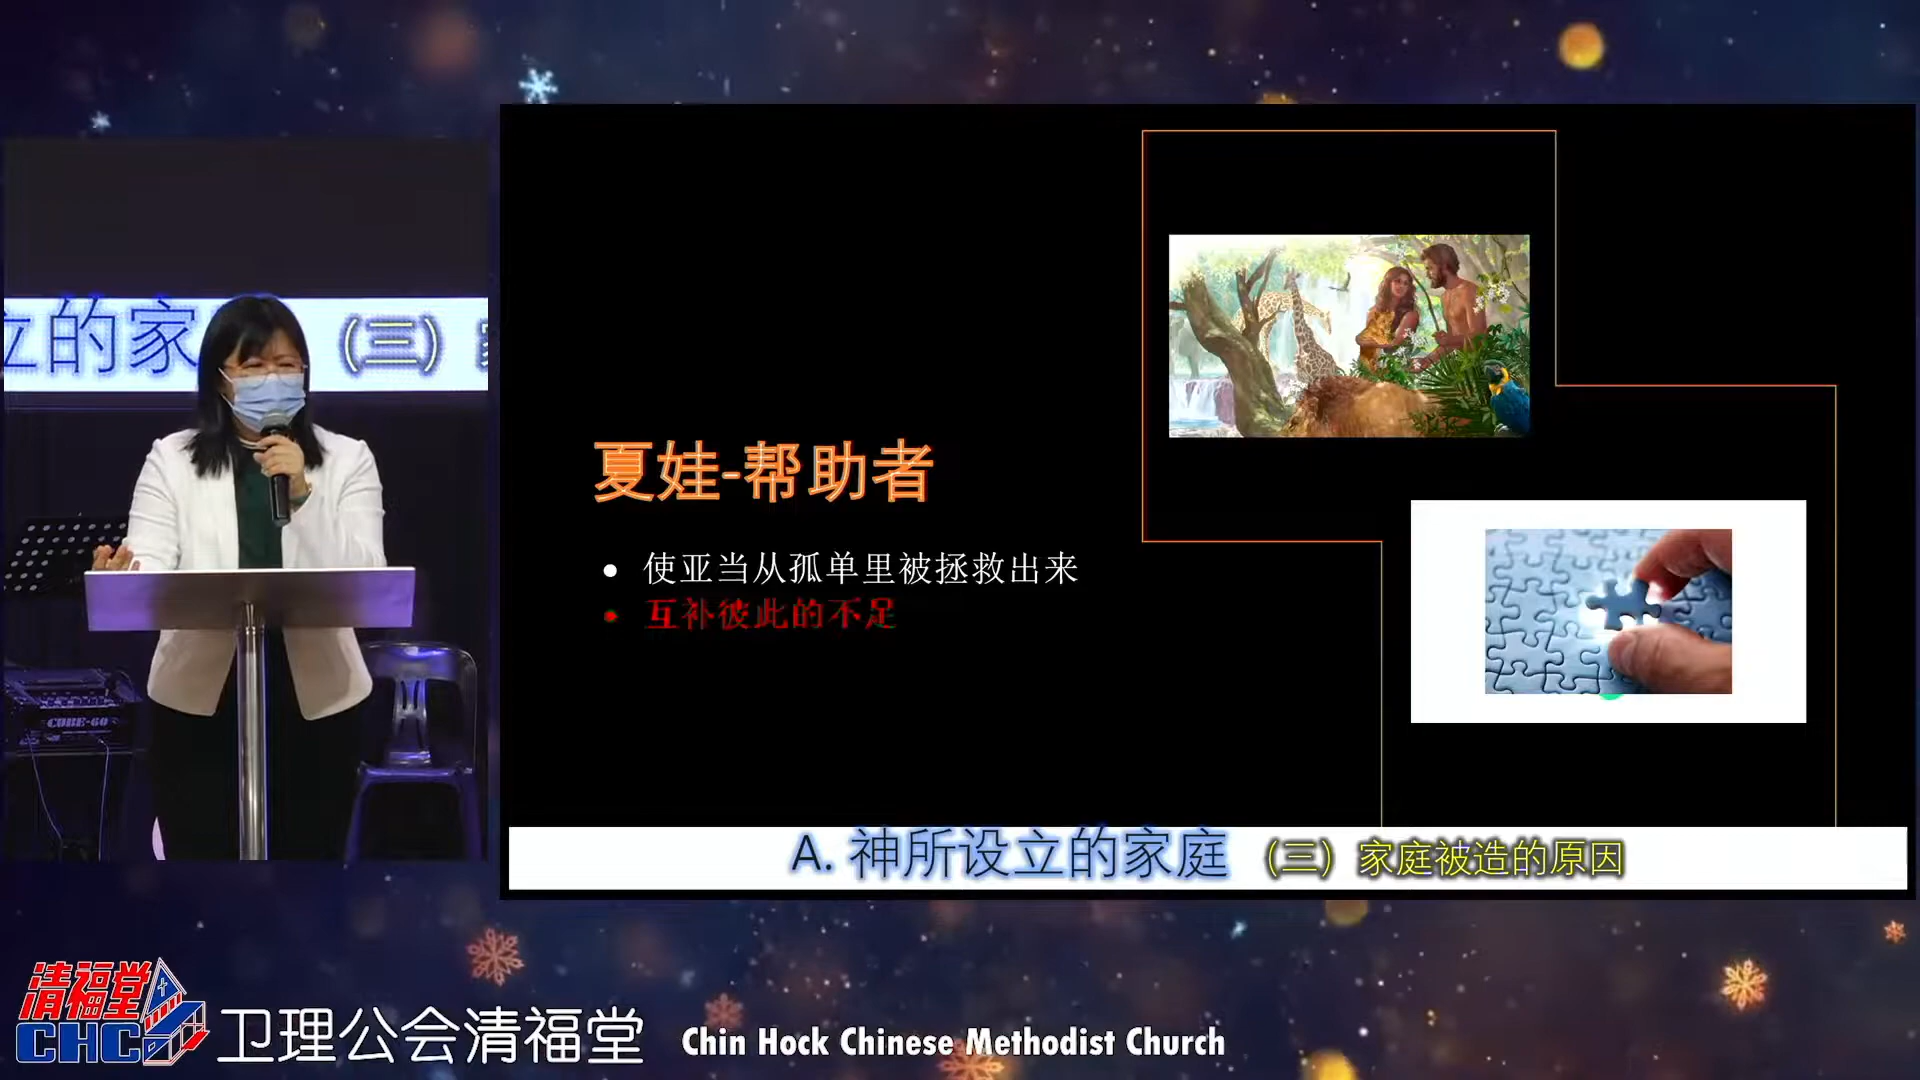 立的家
（三）
夏娃-帮助者
使亚当从孤单里被拯救出来
互补彼此的不足
A. 神所设立的家庭 （三）家庭被造的原因
CUBE-60
清福堂
CHC
卫理公会清福堂 Chin Hock Chinese Methodist Church